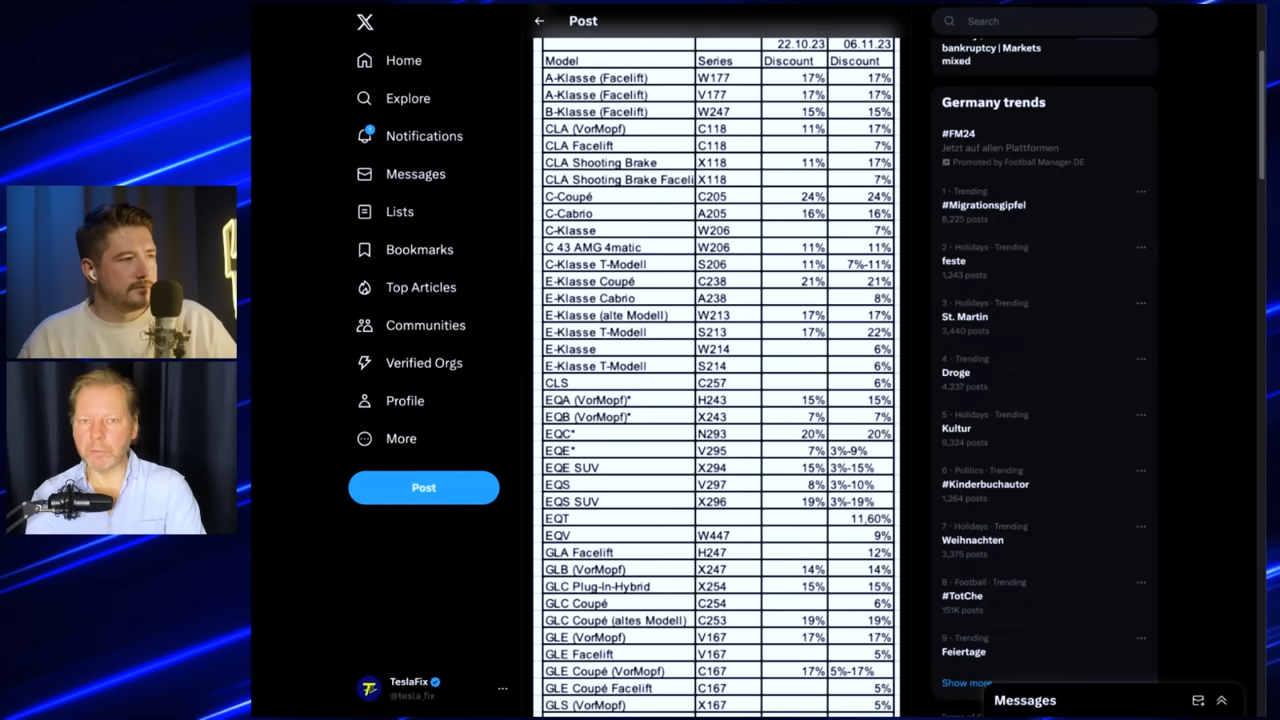 Home
Explore
1
Notifications
Messages
Lists
Bookmarks
Top Articles
Communities
Verified Orgs
Profile
More
Post
TeslaFix
@tesla_fix
Post
22.10.23 06.11.23
Model Series Discount Discount
A-Klasse (Facelift) W177 17% 17%
A-Klasse (Facelift) V177 17% 17%
B-Klasse (Facelift) W247 15% 15%
CLA (VorMopf) C118 11% 17%
CLA Facelift C118 7%
CLA Shooting Brake X118 11% 17%
CLA Shooting Brake Faceli X118 7%
C-Coupé C205 24% 24%
C-Cabrio A205 16% 16%
C-Klasse W206 7%
C 43 AMG 4matic W206 11% 11%
C-Klasse T-Modell S206 11% 7%-11%
E-Klasse Coupé C238 21% 21%
E-Klasse Cabrio A238 8%
E-Klasse (alte Modell) W213 17% 17%
E-Klasse T-Modell S213 17% 22%
E-Klasse W214 6%
E-Klasse T-Modell S214 6%
CLS C257 6%
EQA (VorMopf)* H243 15% 15%
EQB (VorMopf)* X243 7% 7%
EQC* N293 20% 20%
EQE* V295 7% 3%-9%
EQE SUV X294 15% 3%-15%
EQS V297 8% 3%-10%
EQS SUV X296 19% 3%-19%
EQT 11,60%
EQV W447 9%
GLA Facelift H247 12%
GLB (VorMopf) X247 14% 14%
GLC Plug-In-Hybrid X254 15% 15%
GLC Coupé C254 6%
GLC Coupé (altes Modell) C253 19% 19%
GLE (VorMopf) V167 17% 17%
GLE Facelift V167 5%
GLE Coupé (VorMopf) C167 17% 5%-17%
GLE Coupé Facelift C167 5%
GLS (VorMopf) X167 5%
Search
bankruptcy | Markets
mixed
Germany trends
#FM24
Jetzt auf allen Plattformen
Promoted by Football Manager DE
1 · Trending
#Migrationsgipfel
8,225 posts
2 · Holidays · Trending
feste
1,243 posts
3 · Holidays · Trending
St. Martin
3,440 posts
4 · Trending
Droge
4,237 posts
5 · Holidays · Trending
Kultur
9,324 posts
6 · Politics · Trending
#Kinderbuchautor
1,264 posts
7 · Holidays · Trending
Weihnachten
3,375 posts
8 · Football · Trending
#TotChe
151K posts
9 · Trending
Feiertage
Show more
Messages